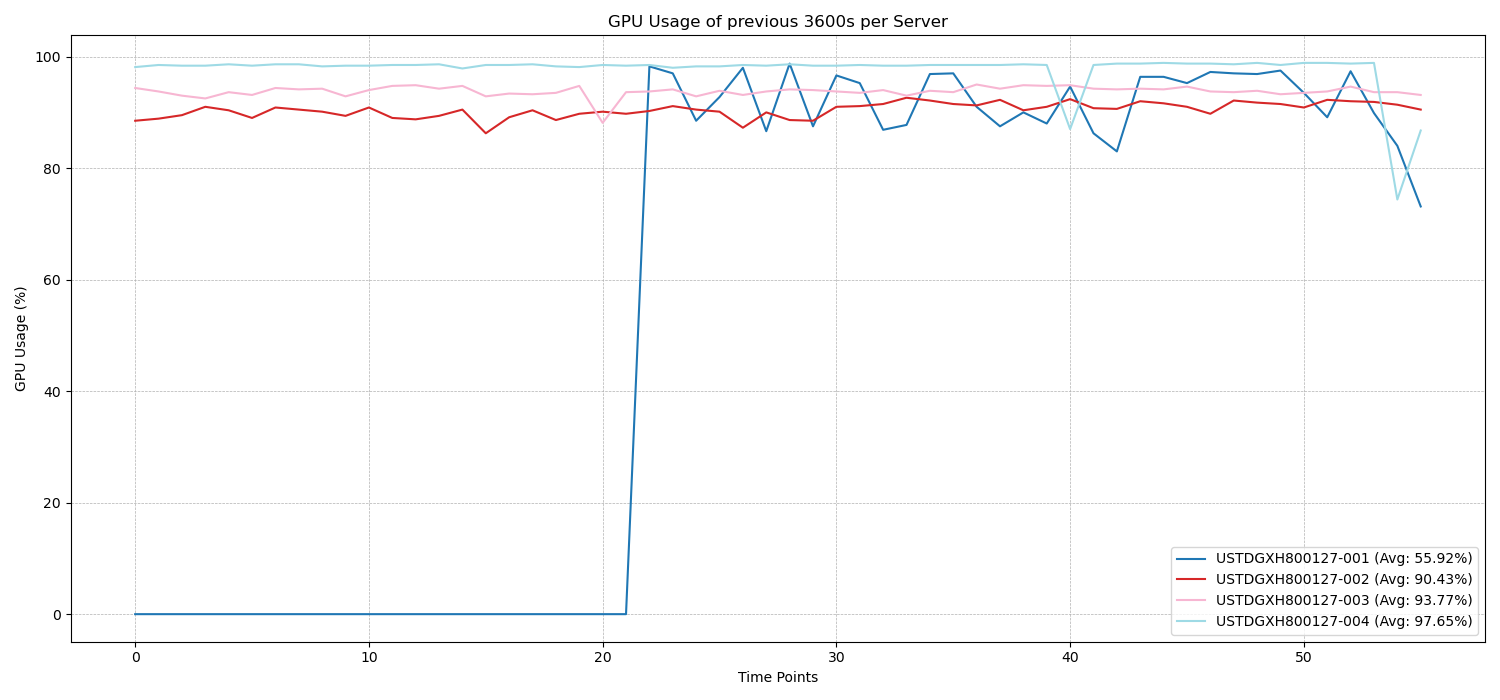 GPU Usage of previous 3600s per Server
GPU Usage (%)
100
80
60
40
20
0
0 10 20 30 40 50
Time Points
USTDGXH800127-001 (Avg: 55.92%)
USTDGXH800127-002 (Avg: 90.43%)
USTDGXH800127-003 (Avg: 93.77%)
USTDGXH800127-004 (Avg: 97.65%)